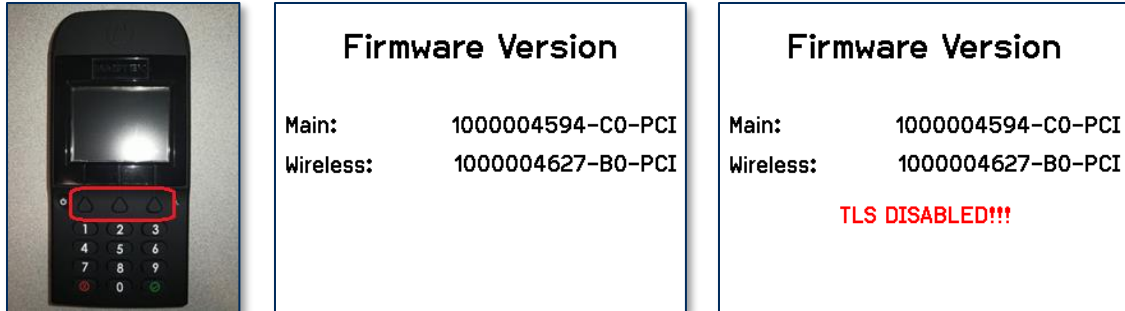 1 2 3
4 5 6
7 8 9
0
Firmware Version
Main: 1000004594-C0-PCI
Wireless: 1000004627-B0-PCI
Firmware Version
Main: 1000004594-C0-PCI
Wireless: 1000004627-B0-PCI
TLS DISABLED!!!